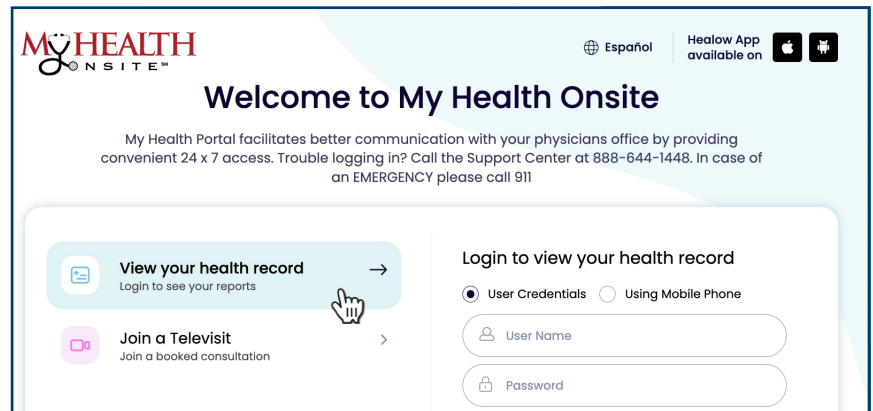 MYHEALTH
ONSITE℠
Español
Healow App
available on
Welcome to My Health Onsite
My Health Portal facilitates better communication with your physicians office by providing
convenient 24 x 7 access. Trouble logging in? Call the Support Center at 888-644-1448. In case of
an EMERGENCY please call 911
View your health record
Login to see your reports
Join a Televisit
Join a booked consultation
Login to view your health record
User Credentials Using Mobile Phone
User Name
Password